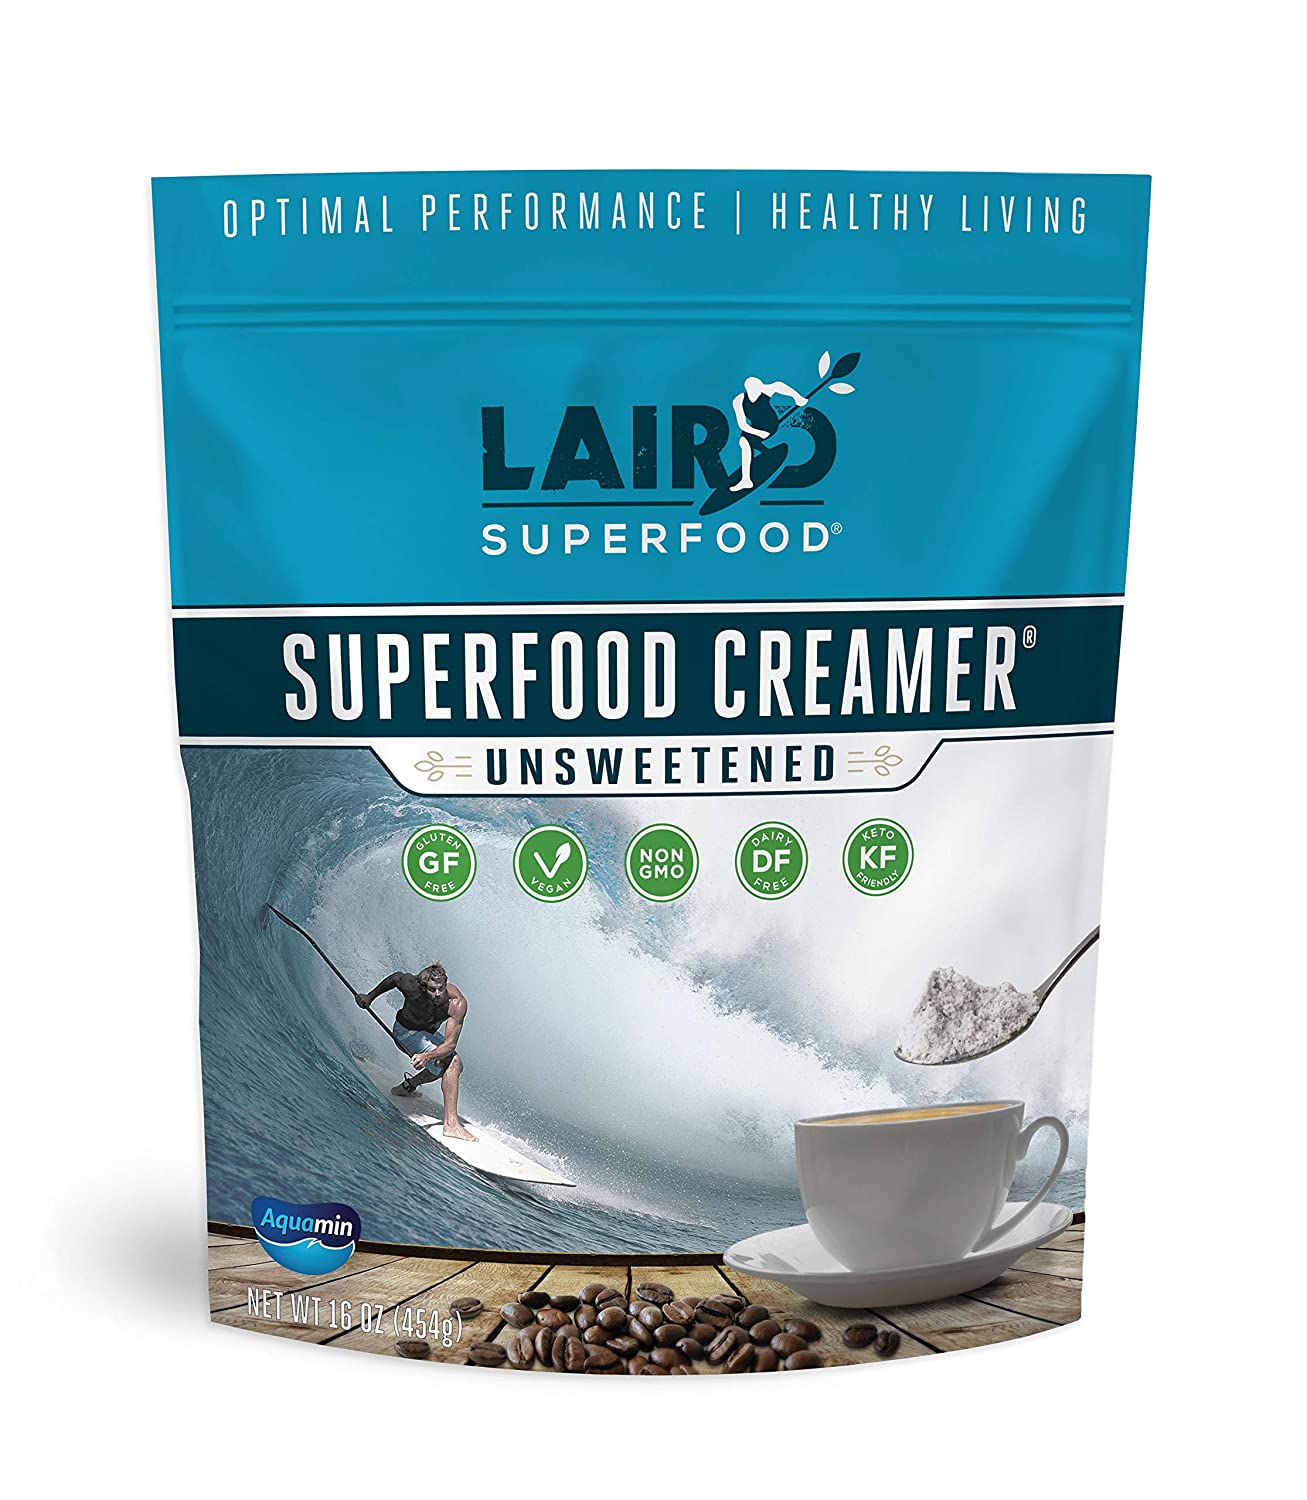 OPTIMAL PERFORMANCE | HEALTHY LIVING
LAIRD
SUPERFOOD®
SUPERFOOD CREAMER®
UNSWEETENED
GLUTEN
GF
FREE
V
VEGAN
NON
GMO
DAIRY
DF
FREE
KETO
KF
FRIENDLY
Aquamin
NET WT 16 OZ (454g)